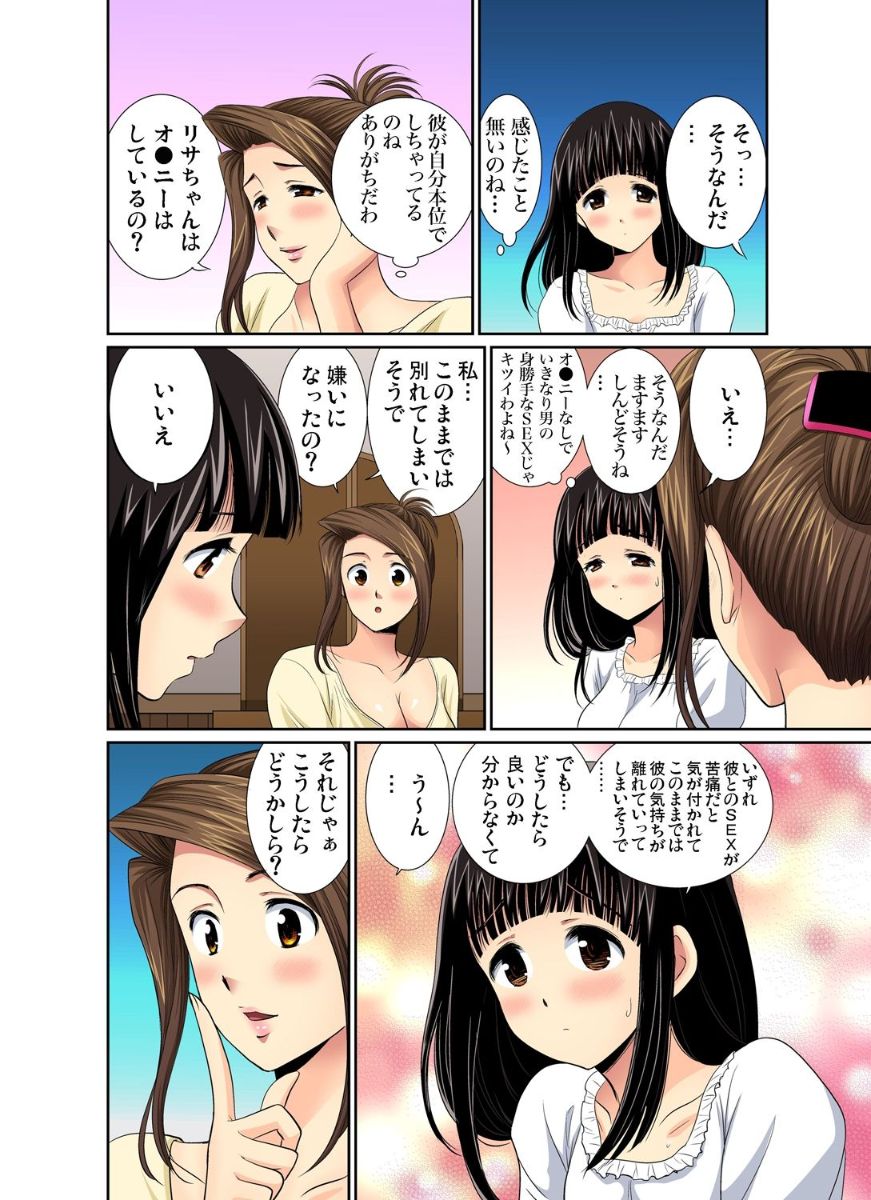 そっ…
そうなんだ
…
感じたこと
無いのね…
彼が自分本位で
しちゃってる
のね
ありがちだわ
リサちゃんは
オ●ニーは
しているの？
いえ…
そうなんだ
ますます
しんどそうね
…
オ●ニーなしで
いきなり男の
身勝手なＳＥＸじゃ
キツイわよね～
私…
このままでは
別れてしまい
そうで
嫌いに
なったの？
いいえ
いずれ
彼とのＳＥＸが
苦痛だと
気が付かれて
このままでは
彼の気持ちが
離れていって
しまいそうで
……
でも…
どうしたら
良いのか
分からなくて
う～ん
…
それじゃぁ
こうしたら
どうかしら？